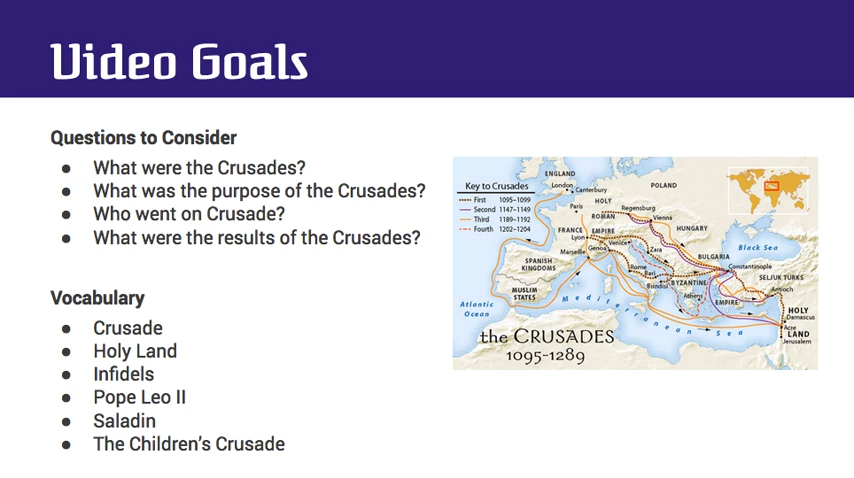 Video Goals
Questions to Consider
● What were the Crusades?
● What was the purpose of the Crusades?
● Who went on Crusade?
● What were the results of the Crusades?
Vocabulary
● Crusade
● Holy Land
● Infidels
● Pope Leo II
● Saladin
● The Children's Crusade
Key to Crusades
First 1095–1099
Second 1147–1149
Third 1189–1192
Fourth 1202–1204
ENGLAND
London
Canterbury
POLAND
Paris
HOLY
ROMAN
EMPIRE
Regensburg
Vienna
FRANCE
Lyon
HUNGARY
Venice
Genoa
Marseille
Zara
Black Sea
SPANISH
KINGDOMS
Rome
Bari
BULGARIA
Constantinople
SELJUK TURKS
MUSLIM
STATES
Brindisi
BYZANTINE
EMPIRE
Athens
Antioch
Atlantic
Ocean
Mediterranean Sea
HOLY
LAND
Damascus
Acre
Jerusalem
the CRUSADES
1095-1289